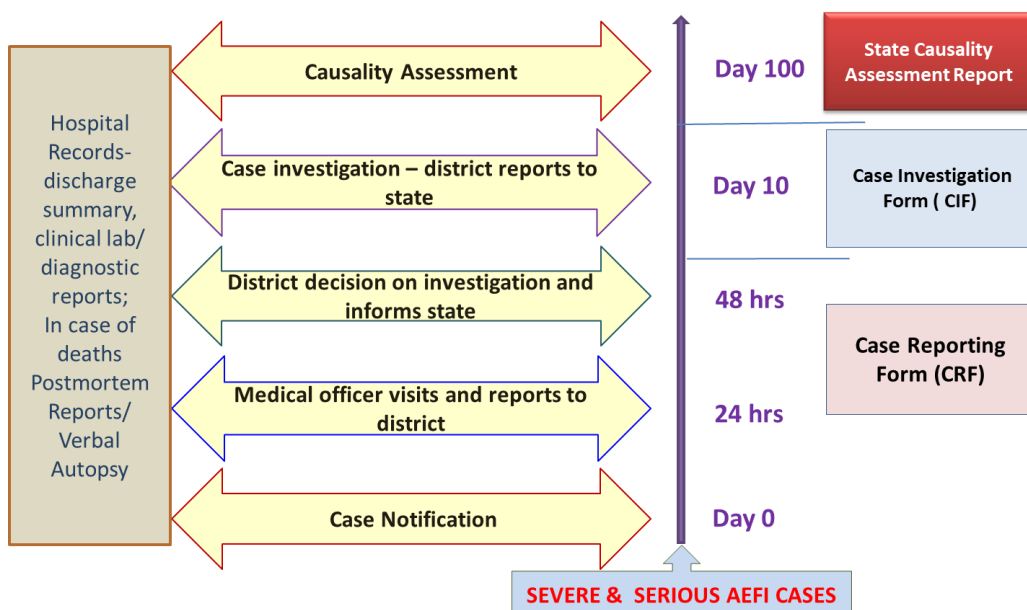 Hospital
Records-
discharge
summary,
clinical lab/
diagnostic
reports;
In case of
deaths
Postmortem
Reports/
Verbal
Autopsy
Causality Assessment
Case investigation – district reports to
state
District decision on investigation and
informs state
Medical officer visits and reports to
district
Case Notification
Day 100
Day 10
48 hrs
24 hrs
Day 0
State Causality
Assessment Report
Case Investigation
Form ( CIF)
Case Reporting
Form (CRF)
SEVERE & SERIOUS AEFI CASES